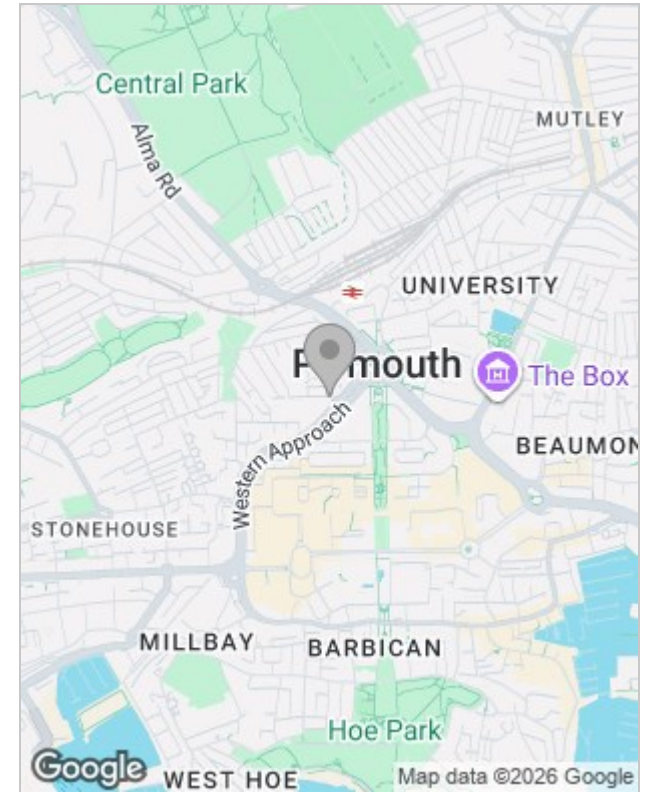 Central Park
MUTLEY
Alma Rd
UNIVERSITY
P mouth
The Box
Western Approach
BEAUMON
STONEHOUSE
MILLBAY
BARBICAN
Hoe Park
Google
WEST HOE
Map data ©2026 Google